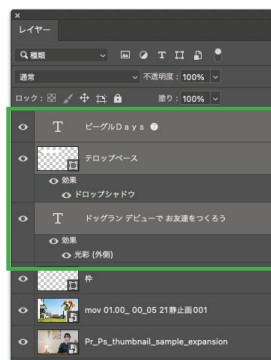 レイヤー
種類
通常 不透明度： 100%
ロック： 塗り： 100%
T ビーグルＤａｙｓ ❶
テロップベース
効果
ドロップシャドウ
T ドッグラン デビューで お友達をつくろう
効果
光彩 (外側)
枠
mov 01.00_ 00_05 21静止画001
Pr_Ps_thumbnail_sample_expansion